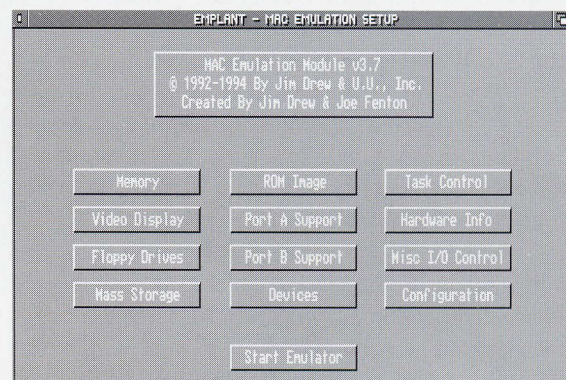 EMPLANT - MAC EMULATION SETUP
MAC Emulation Module v3.7
© 1992-1994 By Jim Drew & U.U., Inc.
Created By Jim Drew & Joe Fenton
Memory
ROM Image
Task Control
Video Display
Port A Support
Hardware Info
Floppy Drives
Port B Support
Misc I/O Control
Mass Storage
Devices
Configuration
Start Emulator